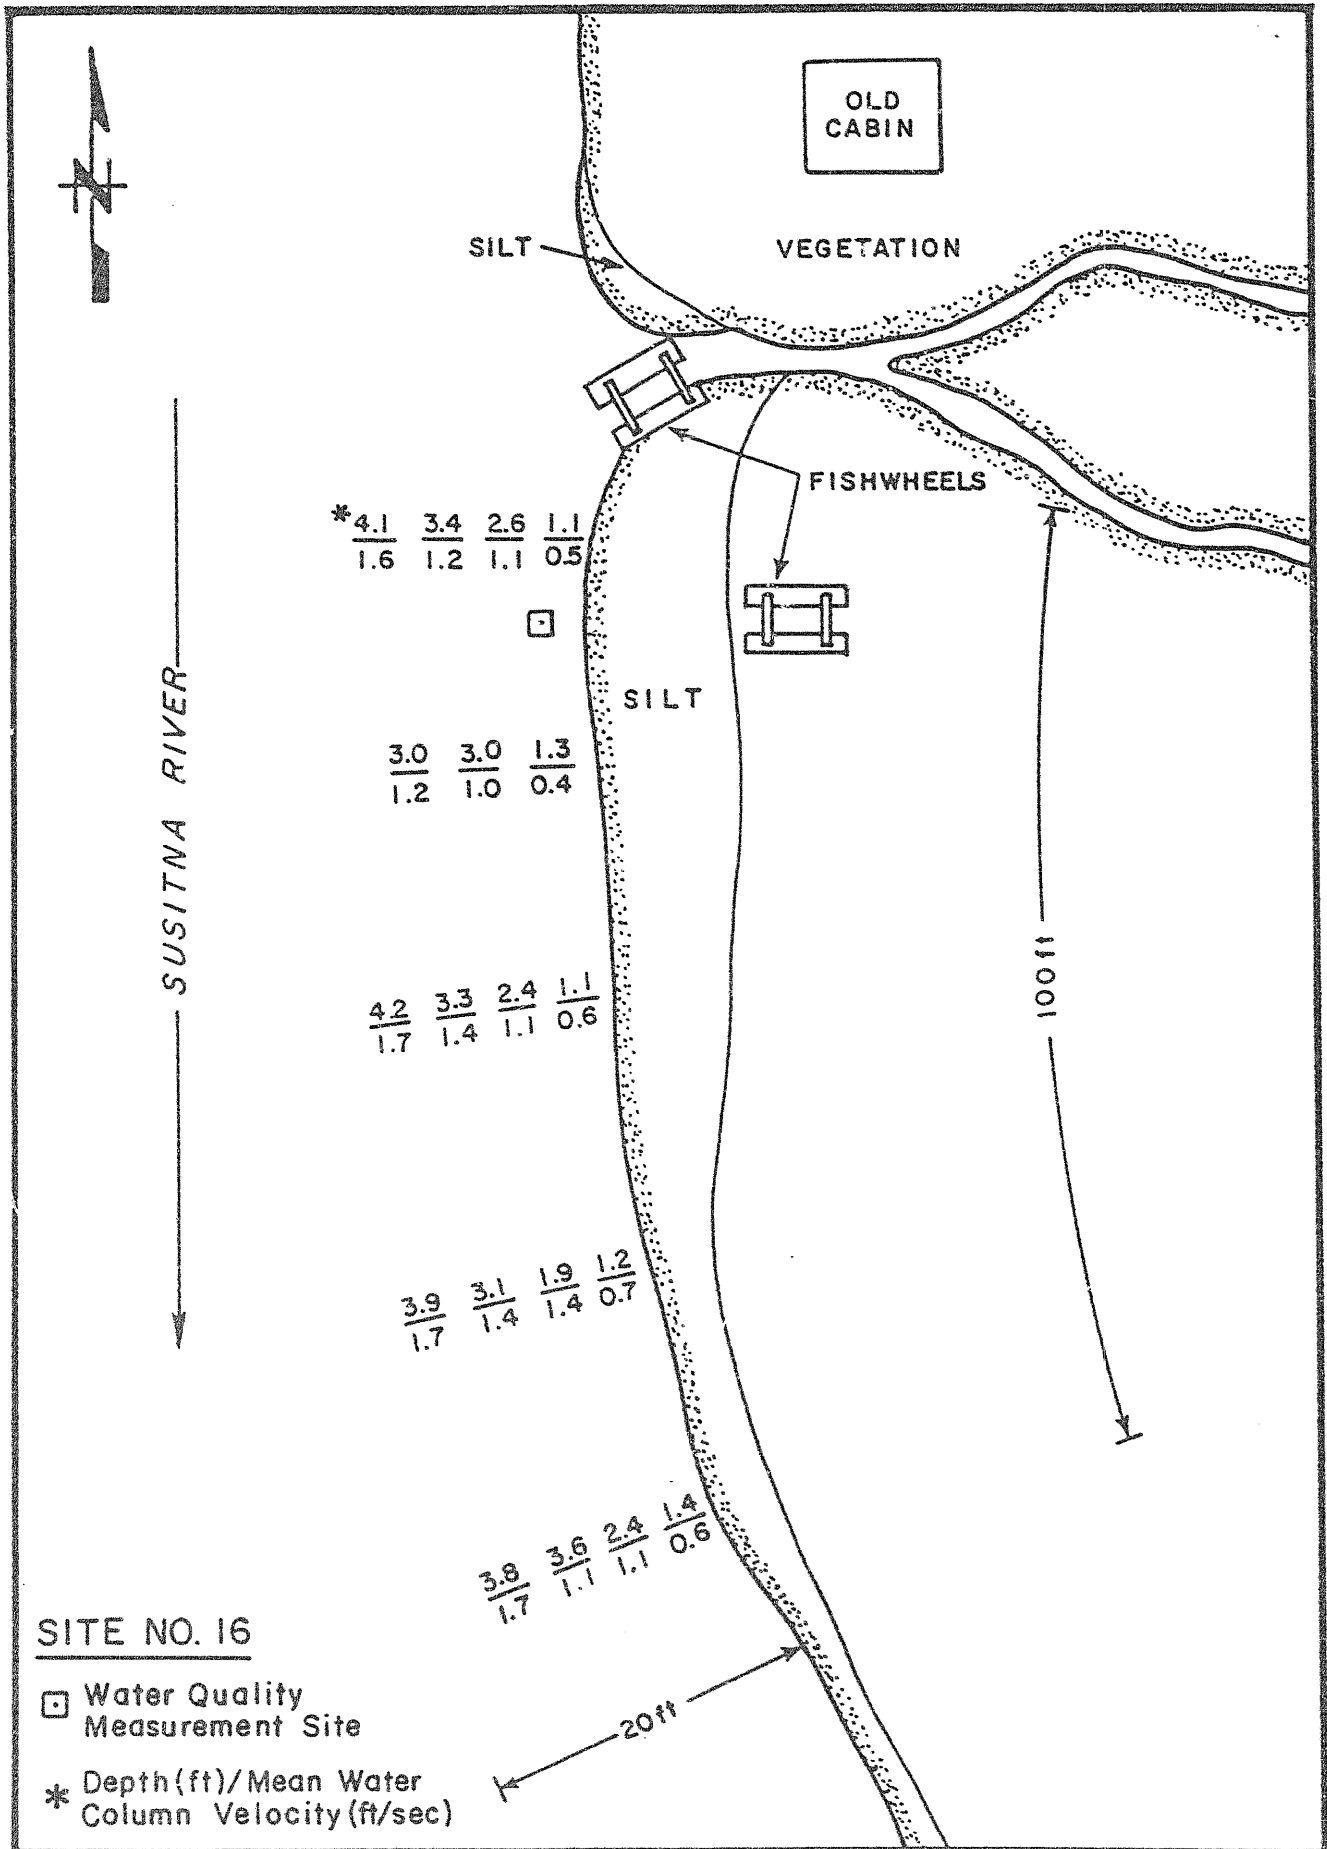 N
OLD
CABIN
SILT
VEGETATION
FISHWHEELS
*4.1 3.4 2.6 1.1
1.6 1.2 1.1 0.5
SILT
SUSITNA RIVER
3.0 3.0 1.3
1.2 1.0 0.4
100 ft
4.2 3.3 2.4 1.1
1.7 1.4 1.1 0.6
3.9 3.1 1.9 1.2
1.7 1.4 1.4 0.7
3.8 3.6 2.4 1.4
1.7 1.1 1.1 0.6
20 ft
SITE NO. 16
Water Quality
Measurement Site
* Depth (ft)/Mean Water
Column Velocity (ft/sec)